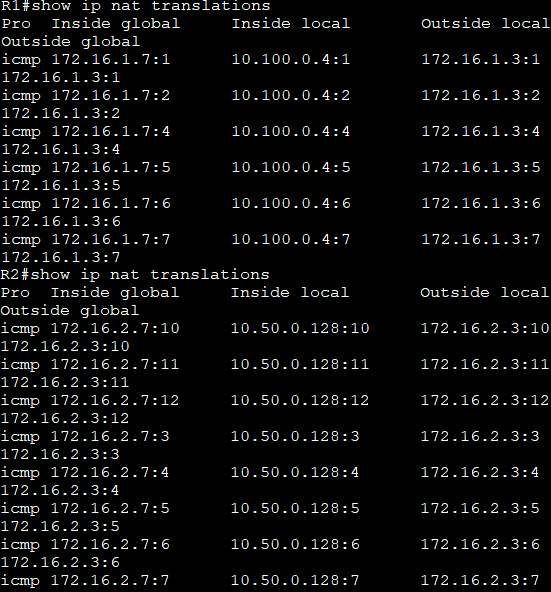 R1#show ip nat translations
Pro  Inside global     Inside local       Outside local
Outside global
icmp 172.16.1.7:1      10.100.0.4:1       172.16.1.3:1
172.16.1.3:1
icmp 172.16.1.7:2      10.100.0.4:2       172.16.1.3:2
172.16.1.3:2
icmp 172.16.1.7:4      10.100.0.4:4       172.16.1.3:4
172.16.1.3:4
icmp 172.16.1.7:5      10.100.0.4:5       172.16.1.3:5
172.16.1.3:5
icmp 172.16.1.7:6      10.100.0.4:6       172.16.1.3:6
172.16.1.3:6
icmp 172.16.1.7:7      10.100.0.4:7       172.16.1.3:7
172.16.1.3:7
R2#show ip nat translations
Pro  Inside global     Inside local       Outside local
Outside global
icmp 172.16.2.7:10     10.50.0.128:10     172.16.2.3:10
172.16.2.3:10
icmp 172.16.2.7:11     10.50.0.128:11     172.16.2.3:11
172.16.2.3:11
icmp 172.16.2.7:12     10.50.0.128:12     172.16.2.3:12
172.16.2.3:12
icmp 172.16.2.7:3      10.50.0.128:3      172.16.2.3:3
172.16.2.3:3
icmp 172.16.2.7:4      10.50.0.128:4      172.16.2.3:4
172.16.2.3:4
icmp 172.16.2.7:5      10.50.0.128:5      172.16.2.3:5
172.16.2.3:5
icmp 172.16.2.7:6      10.50.0.128:6      172.16.2.3:6
172.16.2.3:6
icmp 172.16.2.7:7      10.50.0.128:7      172.16.2.3:7